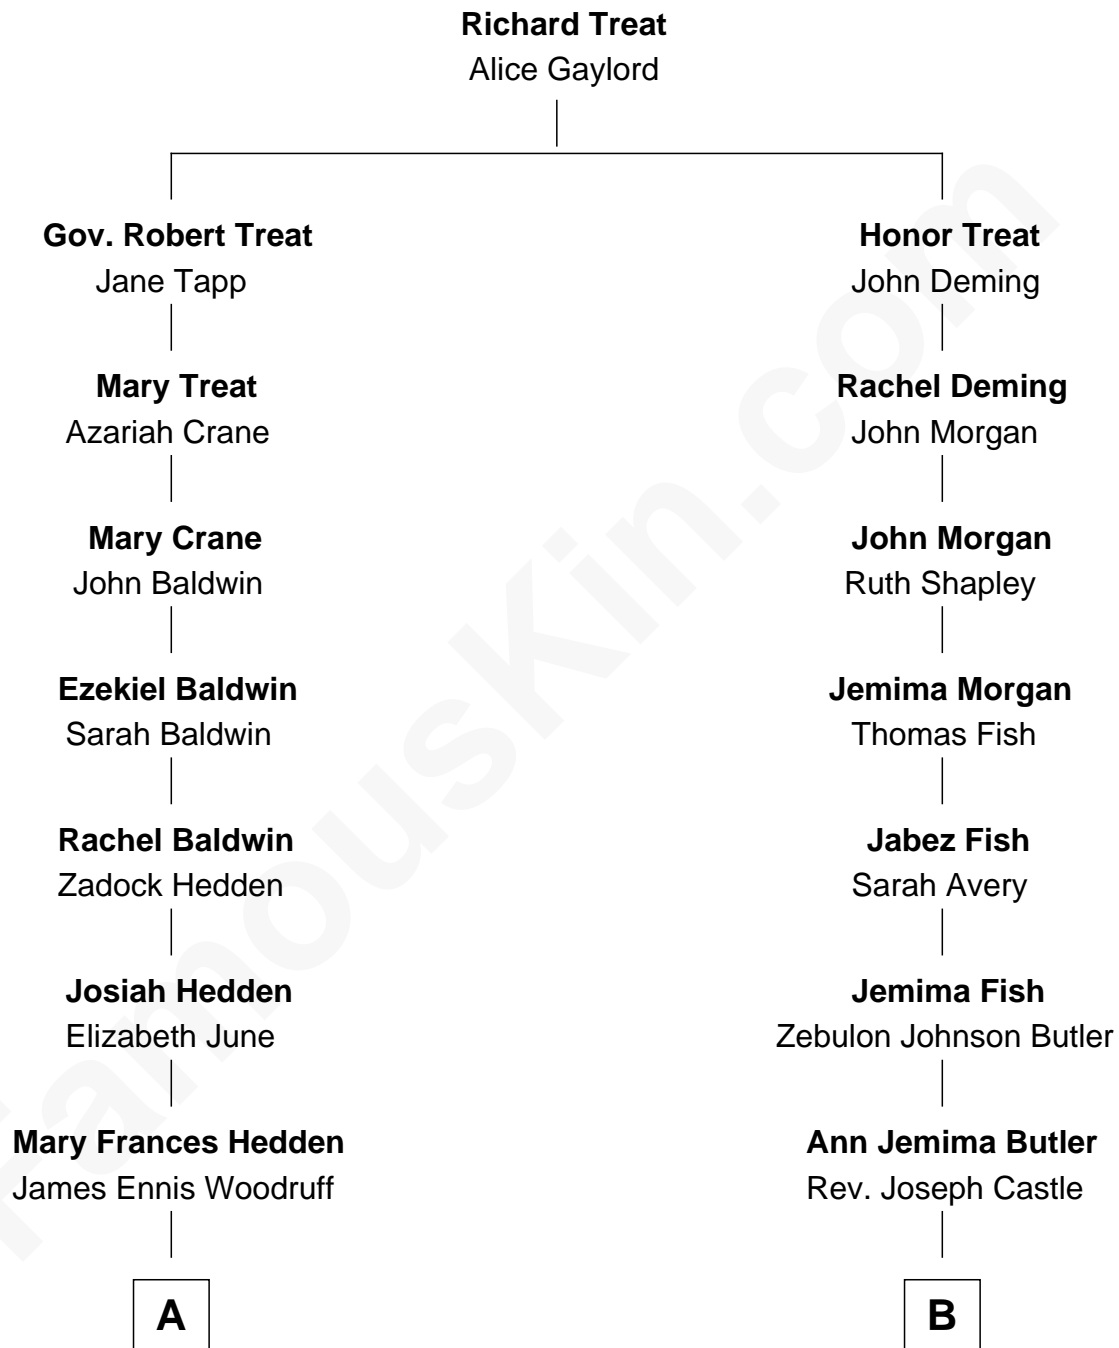 Richard Treat
Alice Gaylord
Gov. Robert Treat
Jane Tapp
Honor Treat
John Deming
Mary Treat
Azariah Crane
Rachel Deming
John Morgan
Mary Crane
John Baldwin
John Morgan
Ruth Shapley
Ezekiel Baldwin
Sarah Baldwin
Jemima Morgan
Thomas Fish
Rachel Baldwin
Zadock Hedden
Jabez Fish
Sarah Avery
Josiah Hedden
Elizabeth June
Jemima Fish
Zebulon Johnson Butler
Mary Frances Hedden
James Ennis Woodruff
Ann Jemima Butler
Rev. Joseph Castle
A
B
FamousKin.com